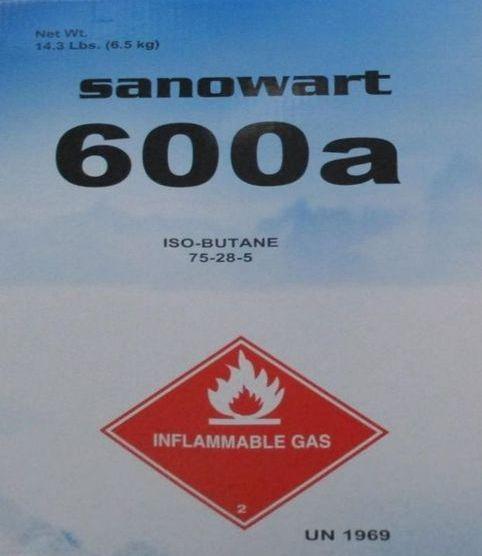 Net Wt.
14.3 Lbs. (6.5 kg)
sanowart
600a
ISO-BUTANE
75-28-5
INFLAMMABLE GAS
2
UN 1969